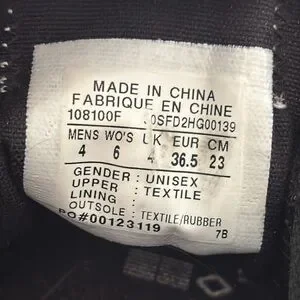 MADE IN CHINA
FABRIQUE EN CHINE
108100F 0SFD2HG00139
MENS WO'S UK EUR CM
4 6 4 36.5 23
GENDER : UNISEX
UPPER : TEXTILE
LINING :
OUTSOLE : TEXTILE/RUBBER
PO#00123119 7B